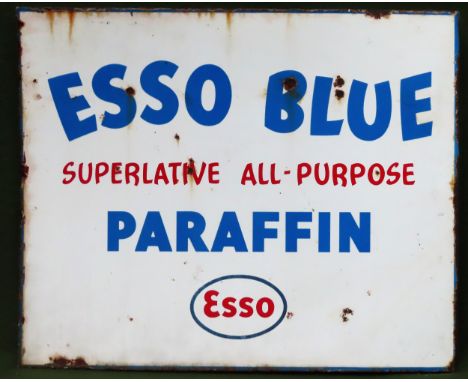 ESSO BLUE
SUPERLATIVE ALL-PURPOSE
PARAFFIN
Esso